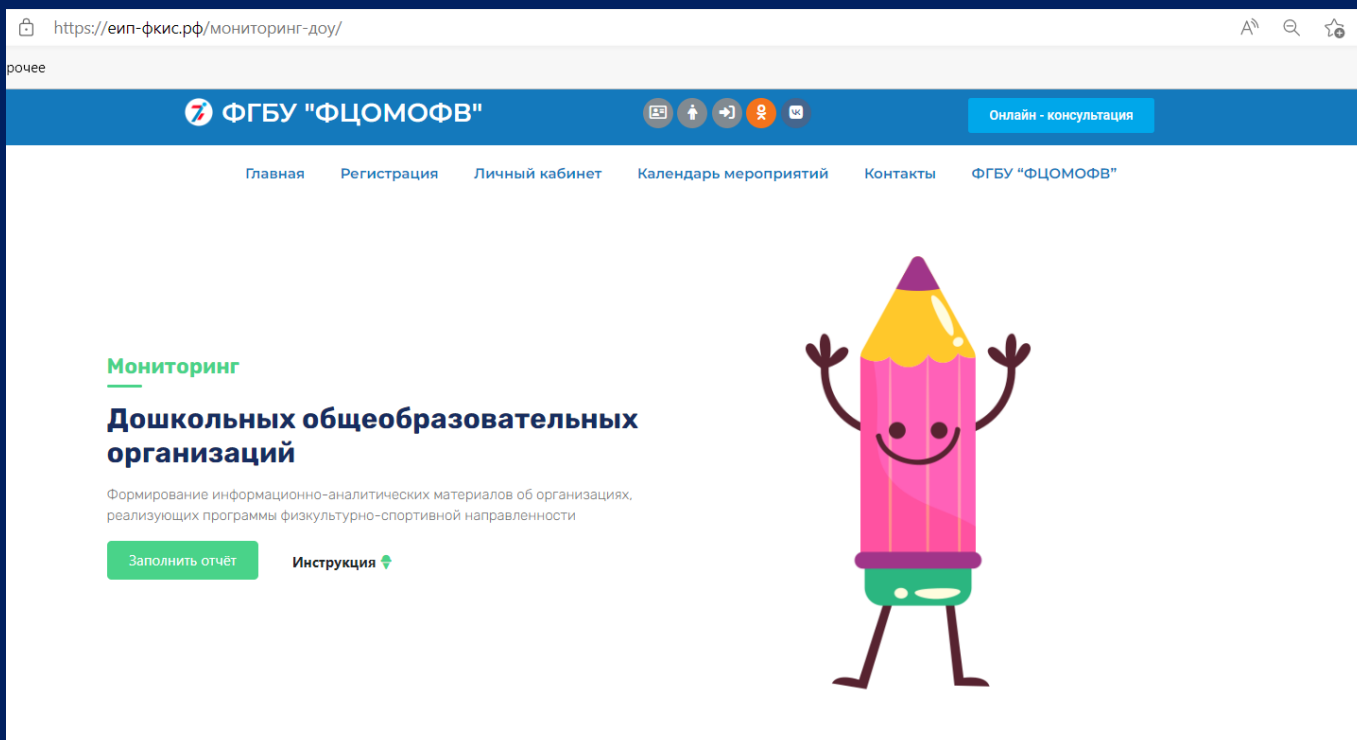 https://еип-фкис.рф/мониторинг-доу/
рочее
ФГБУ "ФЦОМОФВ"
Онлайн - консультация
Главная Регистрация Личный кабинет Календарь мероприятий Контакты ФГБУ “ФЦОМОФВ”
Мониторинг
Дошкольных общеобразовательных
организаций
Формирование информационно-аналитических материалов об организациях,
реализующих программы физкультурно-спортивной направленности
Заполнить отчёт Инструкция